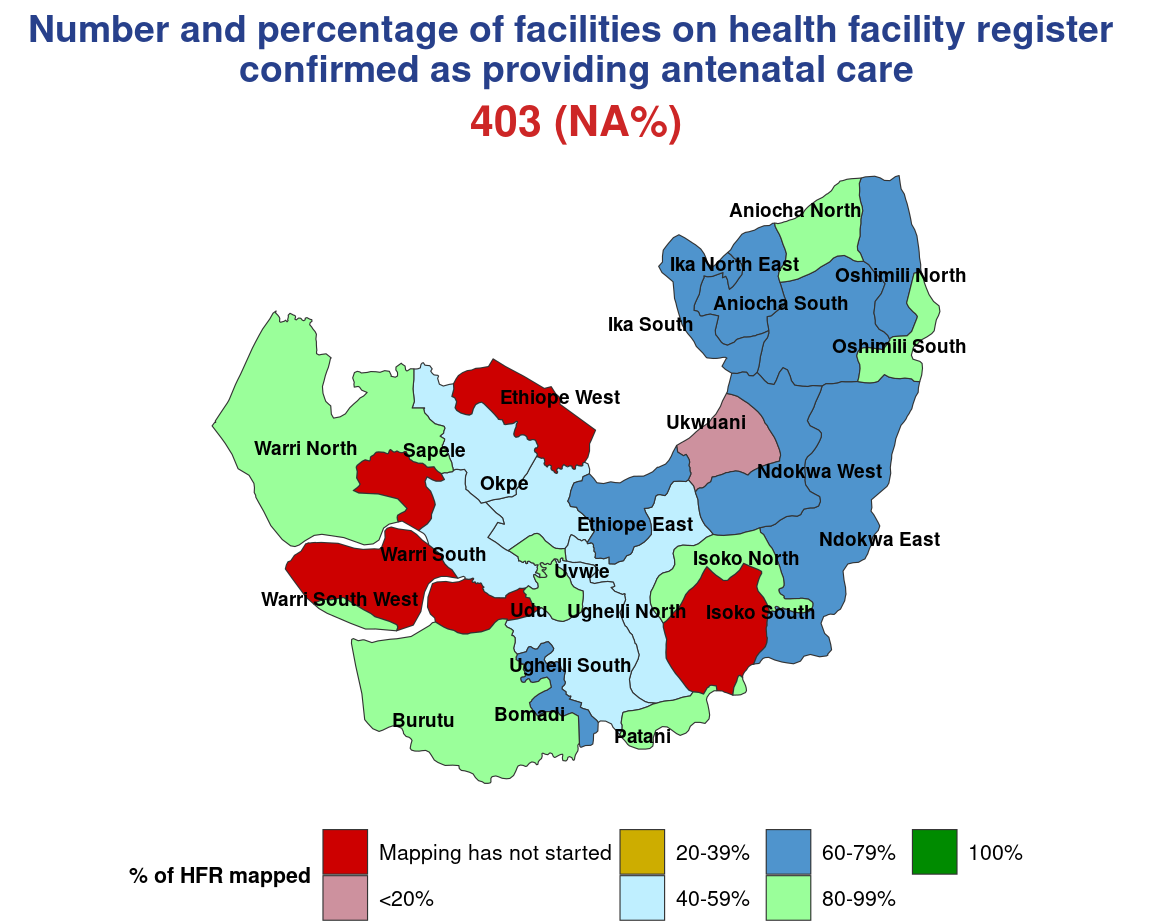 Number and percentage of facilities on health facility register
confirmed as providing antenatal care
403 (NA%)
Aniocha North
Ika North East
Oshimili North
Aniocha South
Ika South
Oshimili South
Ethiope West
Ukwuani
Warri North
Sapele
Ndokwa West
Okpe
Ethiope East
Ndokwa East
Warri South
Isoko North
Uvwie
Warri South West
Udu
Ughelli North
Isoko South
Ughelli South
Bomadi
Burutu
Patani
% of HFR mapped
Mapping has not started
<20%
20-39%
40-59%
60-79%
80-99%
100%